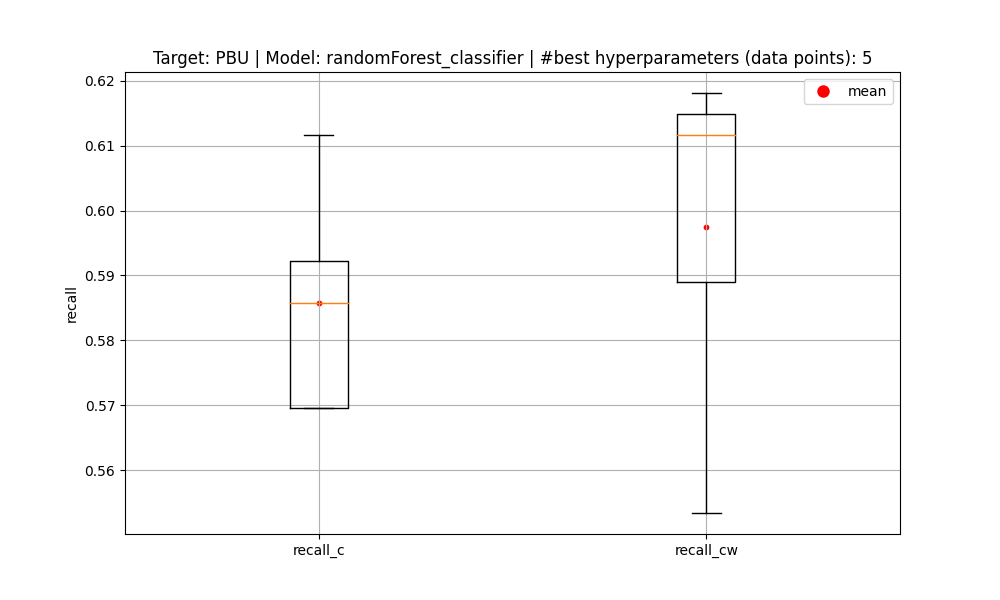 Target: PBU | Model: randomForest_classifier | #best hyperparameters (data points): 5
mean
0.62
0.61
0.60
0.59
0.58
0.57
0.56
recall
recall_c
recall_cw